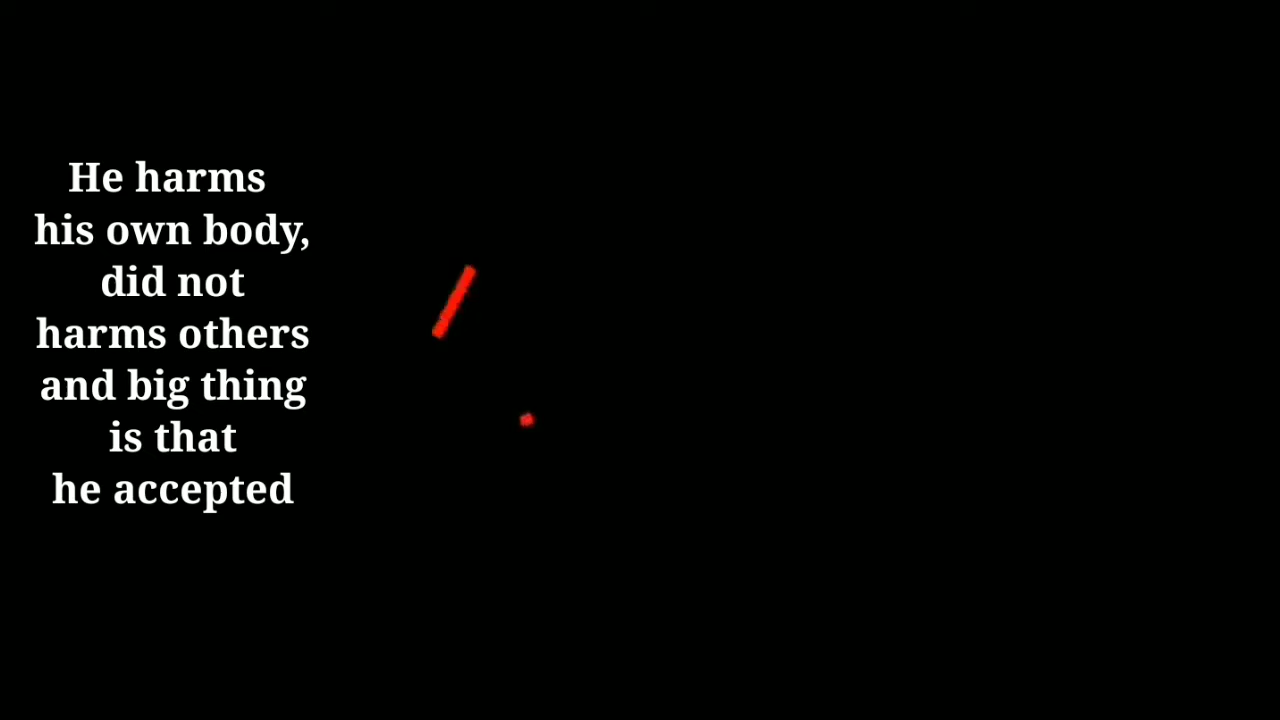 He harms
his own body,
did not
harms others
and big thing
is that
he accepted